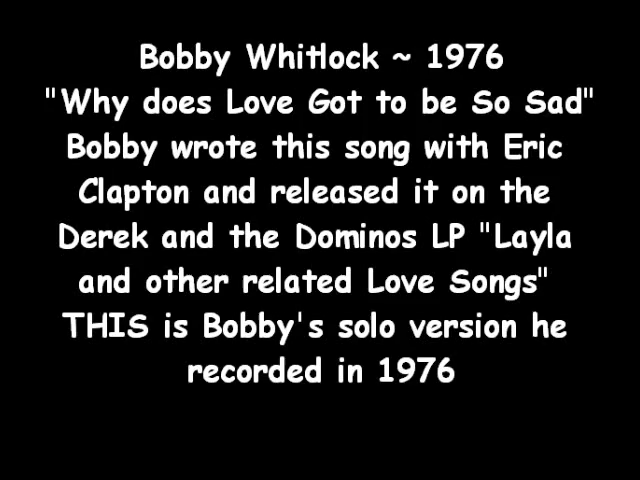 Bobby Whitlock ~ 1976
"Why does Love Got to be So Sad"
Bobby wrote this song with Eric
Clapton and released it on the
Derek and the Dominos LP "Layla
and other related Love Songs"
THIS is Bobby's solo version he
recorded in 1976